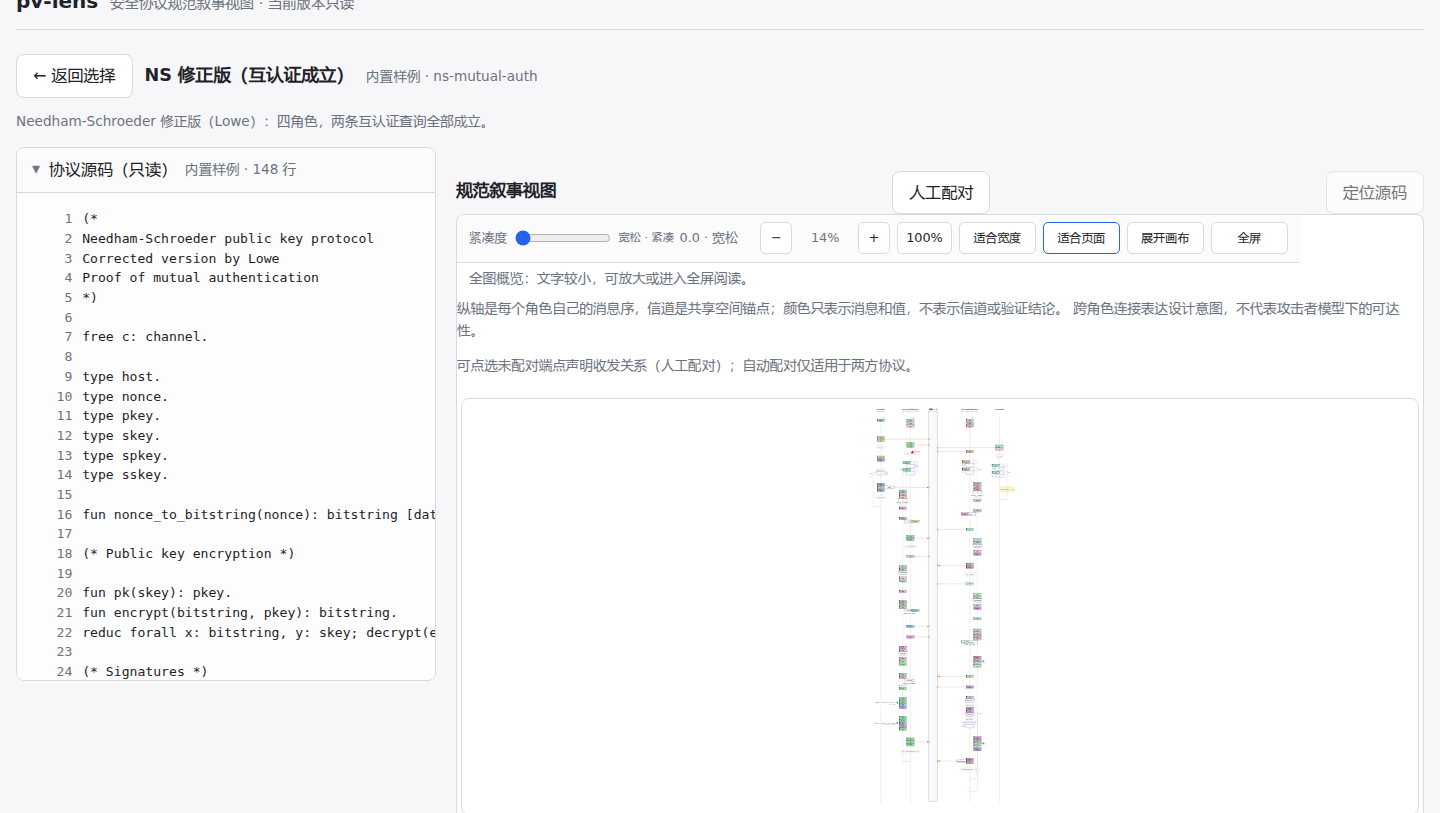 pv-lens 安全协议规范叙事视图 · 当前版本只读
← 返回选择 NS 修正版（互认证成立） 内置样例 · ns-mutual-auth
Needham-Schroeder 修正版（Lowe）：四角色，两条互认证查询全部成立。
▼ 协议源码（只读） 内置样例 · 148 行
1 (*
2 Needham-Schroeder public key protocol
3 Corrected version by Lowe
4 Proof of mutual authentication
5 *)
6
7 free c: channel.
8
9 type host.
10 type nonce.
11 type pkey.
12 type skey.
13 type spkey.
14 type sskey.
15
16 fun nonce_to_bitstring(nonce): bitstring [dat
17
18 (* Public key encryption *)
19
20 fun pk(skey): pkey.
21 fun encrypt(bitstring, pkey): bitstring.
22 reduc forall x: bitstring, y: skey; decrypt(e
23
24 (* Signatures *)
规范叙事视图 人工配对 定位源码
紧凑度 宽松 · 紧凑 0.0 · 宽松 − 14% + 100% 适合宽度 适合页面 展开画布 全屏
全图概览：文字较小，可放大或进入全屏阅读。
纵轴是每个角色自己的消息序，信道是共享空间锚点；颜色只表示消息和值，不表示信道或验证结论。 跨角色连接表达设计意图，不代表攻击者模型下的可达
性。
可点选未配对端点声明收发关系（人工配对）；自动配对仅适用于两方协议。